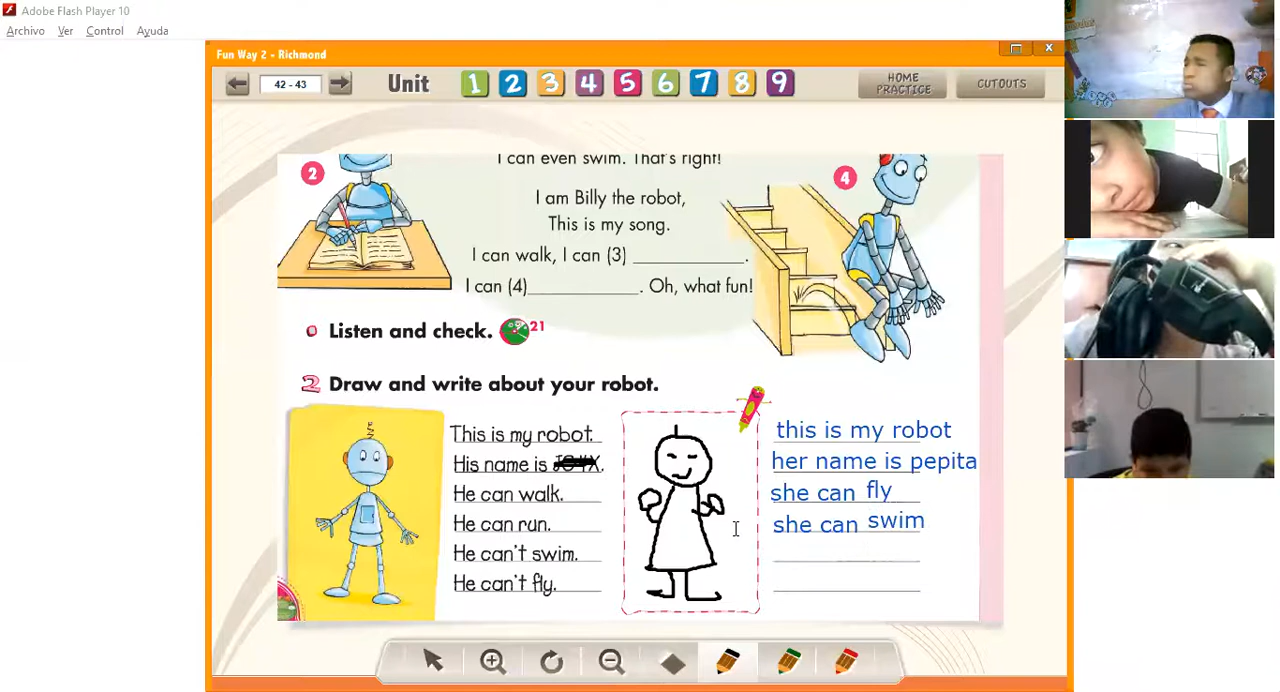 Adobe Flash Player 10
Archivo Ver Control Ayuda
Fun Way 2 - Richmond
42 - 43 Unit 1 2 3 4 5 6 7 8 9 HOME PRACTICE CUTOUTS
2
I can even swim. That's right!
4
I am Billy the robot,
This is my song.
I can walk, I can (3) __________.
I can (4)__________. Oh, what fun!
Listen and check. 21
2 Draw and write about your robot.
This is my robot.
His name is
He can walk.
He can run.
He can't swim.
He can't fly.
this is my robot
her name is pepita
she can fly
she can swim